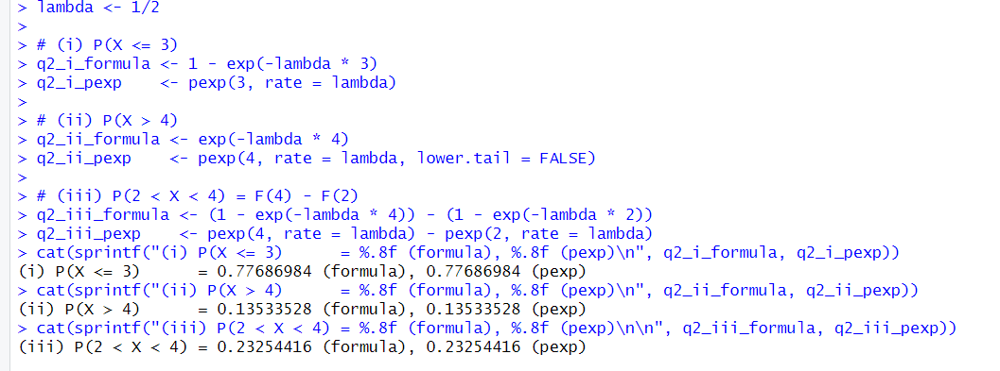 > lambda <- 1/2
>
> # (i) P(X <= 3)
> q2_i_formula <- 1 - exp(-lambda * 3)
> q2_i_pexp    <- pexp(3, rate = lambda)
>
> # (ii) P(X > 4)
> q2_ii_formula <- exp(-lambda * 4)
> q2_ii_pexp    <- pexp(4, rate = lambda, lower.tail = FALSE)
>
> # (iii) P(2 < X < 4) = F(4) - F(2)
> q2_iii_formula <- (1 - exp(-lambda * 4)) - (1 - exp(-lambda * 2))
> q2_iii_pexp    <- pexp(4, rate = lambda) - pexp(2, rate = lambda)
> cat(sprintf("(i) P(X <= 3)      = %.8f (formula), %.8f (pexp)\n", q2_i_formula, q2_i_pexp))
(i) P(X <= 3)      = 0.77686984 (formula), 0.77686984 (pexp)
> cat(sprintf("(ii) P(X > 4)      = %.8f (formula), %.8f (pexp)\n", q2_ii_formula, q2_ii_pexp))
(ii) P(X > 4)      = 0.13533528 (formula), 0.13533528 (pexp)
> cat(sprintf("(iii) P(2 < X < 4) = %.8f (formula), %.8f (pexp)\n\n", q2_iii_formula, q2_iii_pexp))
(iii) P(2 < X < 4) = 0.23254416 (formula), 0.23254416 (pexp)